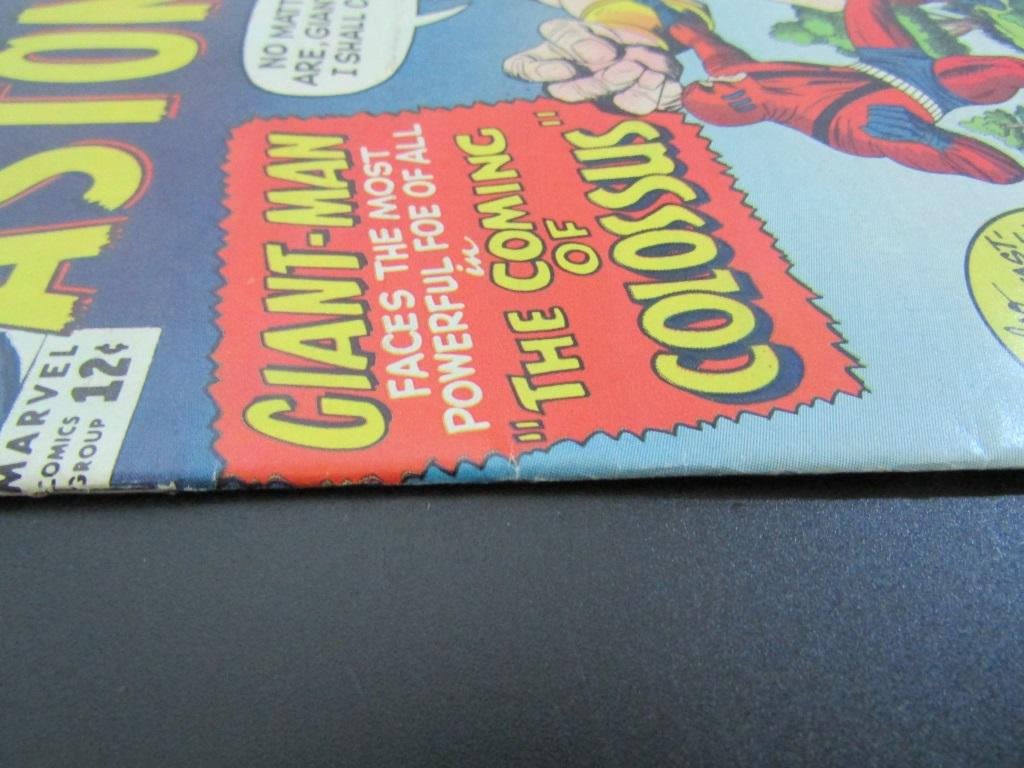 ASTON
MARVEL
COMICS
GROUP
12¢
NO MATT
ARE, GIAN
I SHALL C
GIANT-MAN
FACES THE MOST
POWERFUL FOE OF ALL
in
"THE COMING
OF
COLOSSUS"